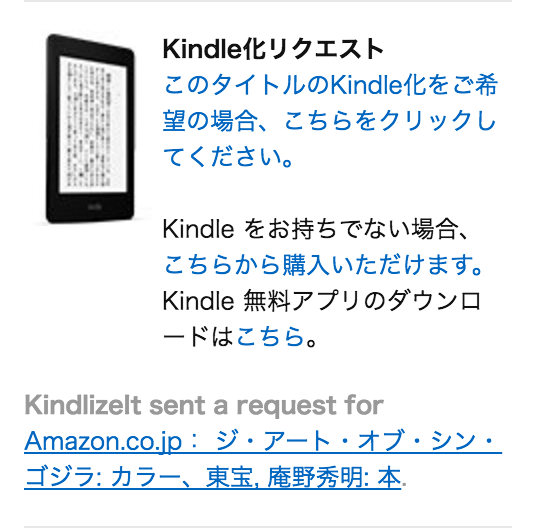 Kindle化リクエスト
このタイトルのKindle化をご希
望の場合、こちらをクリックし
てください。
Kindle をお持ちでない場合、
こちらから購入いただけます。
Kindle 無料アプリのダウンロ
ードはこちら。
KindlizeIt sent a request for
Amazon.co.jp： ジ・アート・オブ・シン・
ゴジラ: カラー、東宝, 庵野秀明: 本.